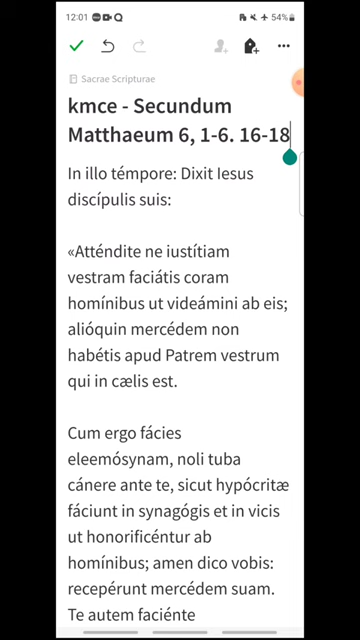 12:01
54%
Sacrae Scripturae
kmce - Secundum
Matthaeum 6, 1-6. 16-18
In illo témpore: Dixit Iesus
discípulis suis:
«Atténdite ne iustítiam
vestram faciátis coram
homínibus ut videámini ab eis;
alióquin mercédem non
habétis apud Patrem vestrum
qui in cælis est.
Cum ergo fácies
eleemósynam, noli tuba
cánere ante te, sicut hypócritæ
fáciunt in synagógis et in vicis
ut honorificéntur ab
homínibus; amen dico vobis:
recepérunt mercédem suam.
Te autem faciénte